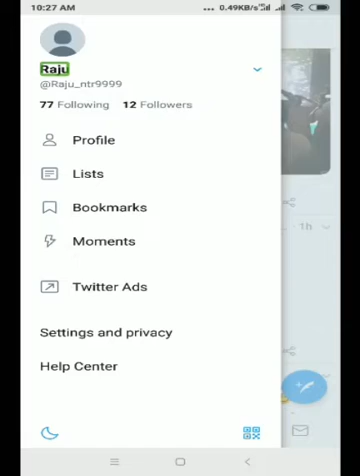 10:27 AM ... 0.49KB/s
Raju
@Raju_ntr9999
77 Following 12 Followers
Profile
Lists
Bookmarks
Moments
1h
Twitter Ads
Settings and privacy
Help Center